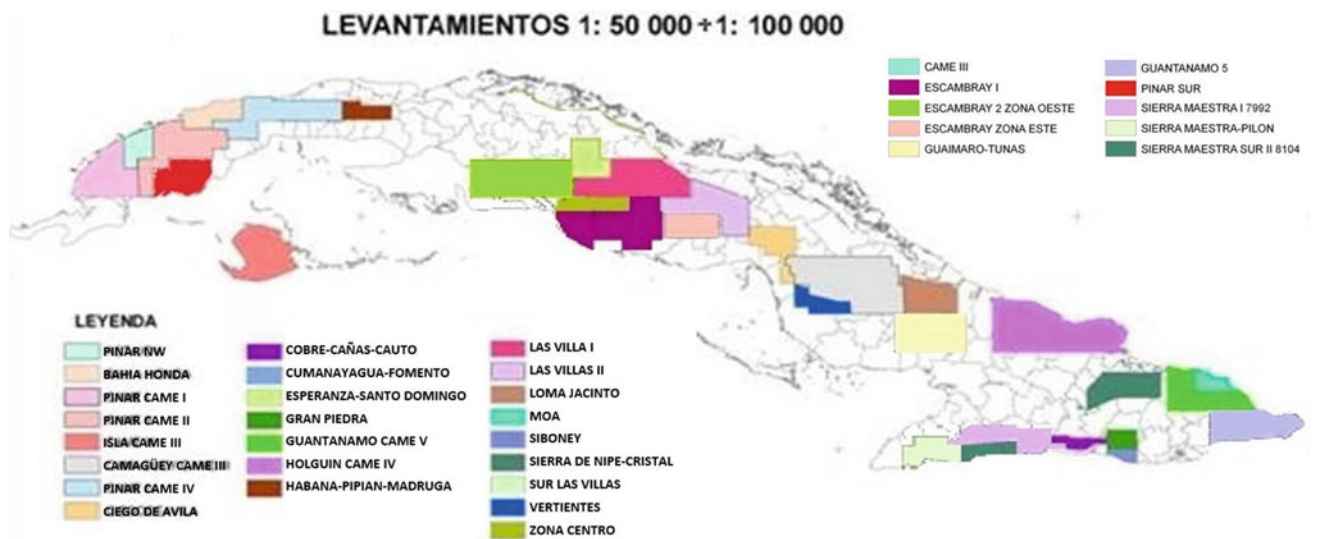 LEVANTAMIENTOS 1: 50 000 ÷ 1: 100 000
CAME III
ESCAMBRAY I
ESCAMBRAY 2 ZONA OESTE
ESCAMBRAY ZONA ESTE
GUAIMARO-TUNAS
GUANTANAMO 5
PINAR SUR
SIERRA MAESTRA I 7992
SIERRA MAESTRA-PILON
SIERRA MAESTRA SUR II 8104
LEYENDA
PINAR NW
BAHIA HONDA
PINAR CAME I
PINAR CAME II
ISLA CAME III
CAMAGÜEY CAME III
PINAR CAME IV
CIEGO DE AVILA
COBRE-CAÑAS-CAUTO
CUMANAYAGUA-FOMENTO
ESPERANZA-SANTO DOMINGO
GRAN PIEDRA
GUANTANAMO CAME V
HOLGUIN CAME IV
HABANA-PIPIAN-MADRUGA
LAS VILLA I
LAS VILLAS II
LOMA JACINTO
MOA
SIBONEY
SIERRA DE NIPE-CRISTAL
SUR LAS VILLAS
VERTIENTES
ZONA CENTRO